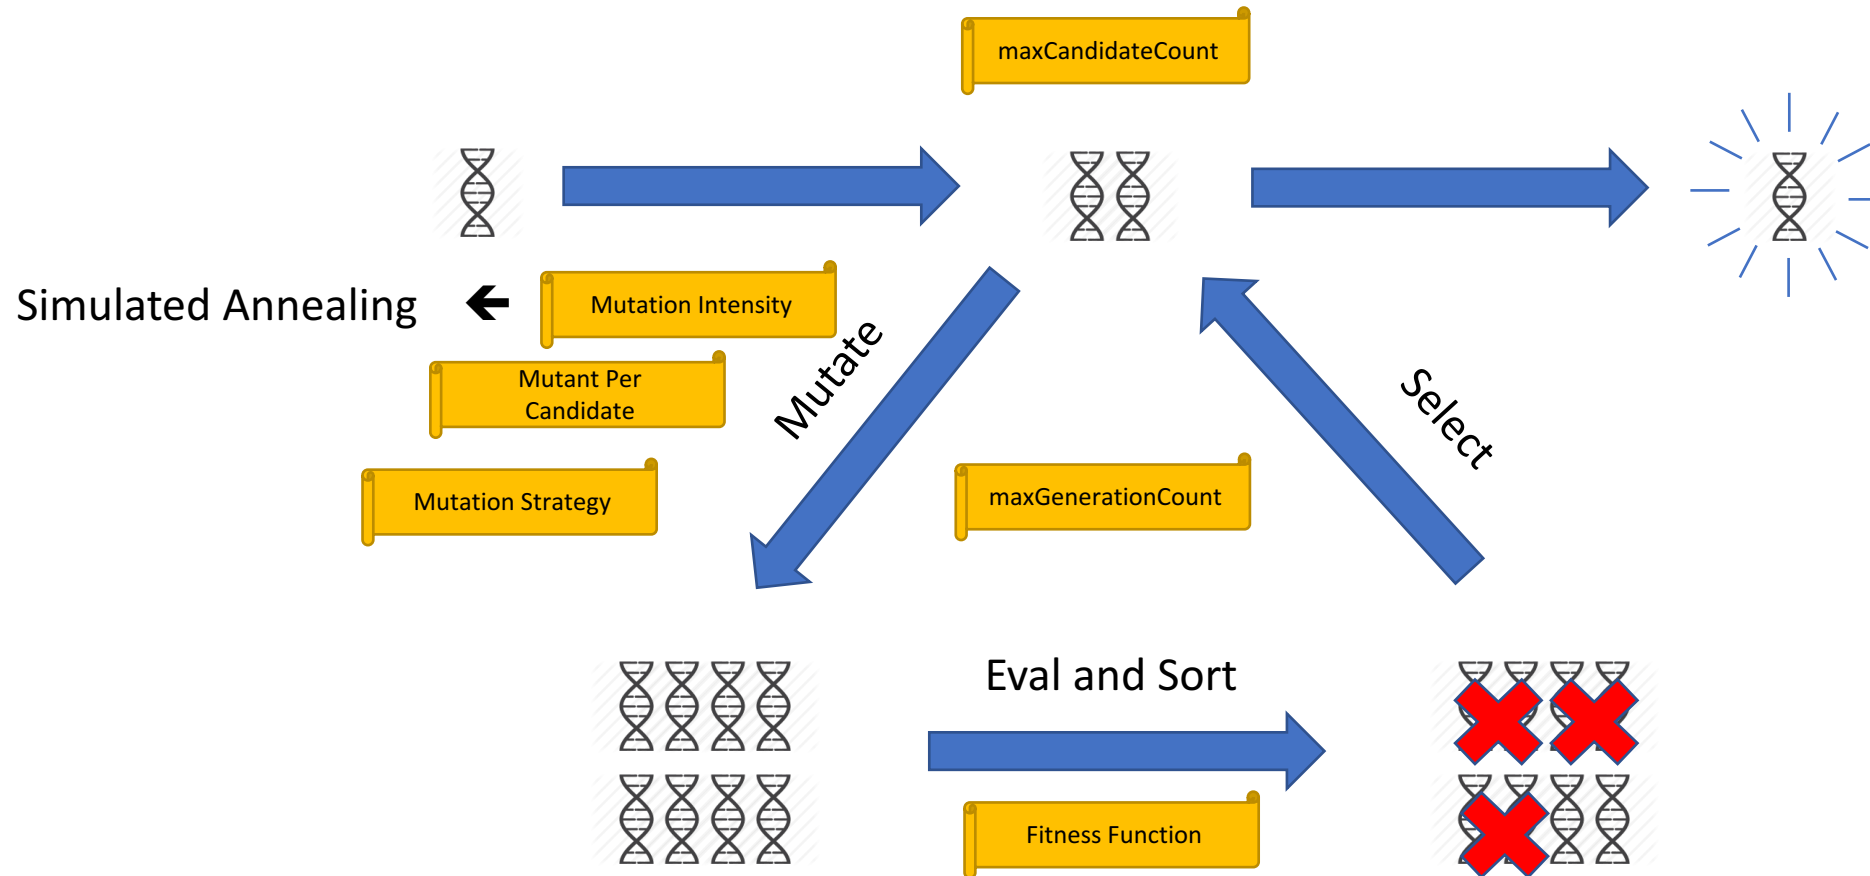 maxCandidateCount
Simulated Annealing
Mutation Intensity
Mutant Per
Candidate
Mutation Strategy
Mutate
maxGenerationCount
Select
Eval and Sort
Fitness Function